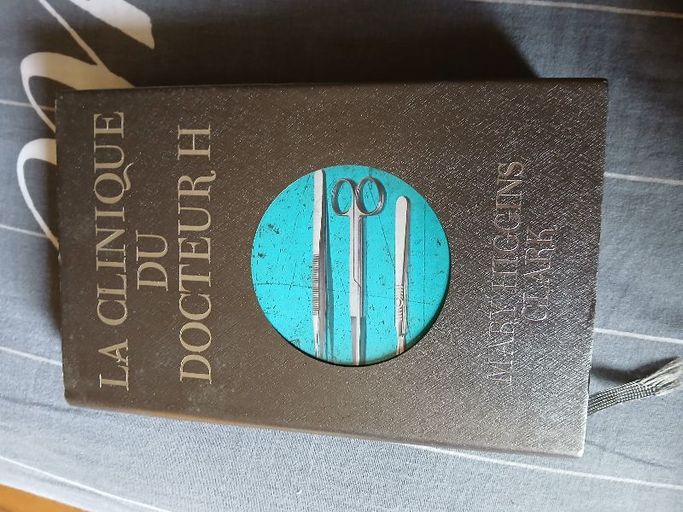 LA CLINIQUE
DU
DOCTEUR H
MARY HIGGINS
CLARK